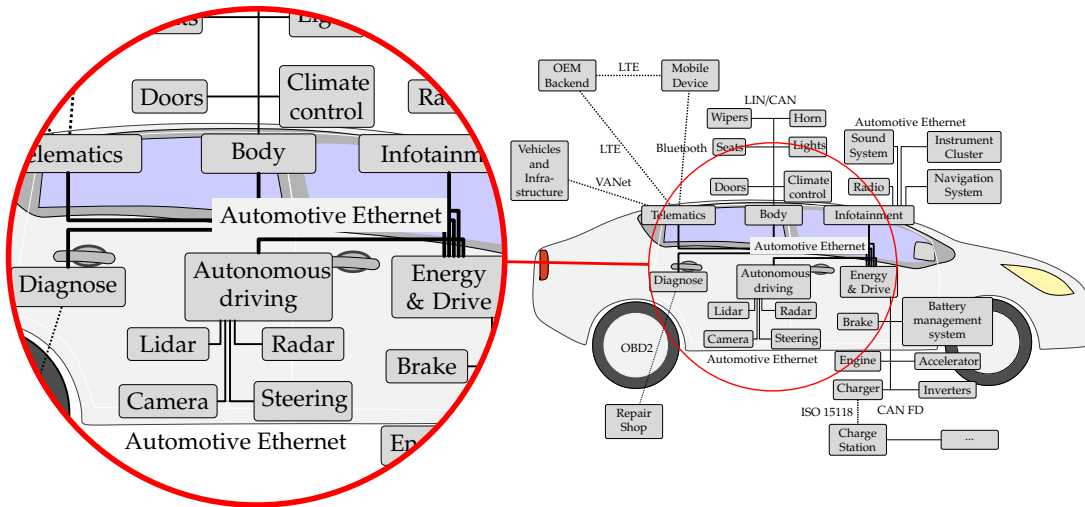 Lig
Doors
Climate
control
Ra
elematics
Body
Infotainm
Automotive Ethernet
Diagnose
Autonomous
driving
Energy
& Drive
Lidar
Radar
Brake
Camera
Steering
Automotive Ethernet
En
OEM
Backend
LTE
Mobile
Device
LIN/CAN
Wipers
Horn
Automotive Ethernet
Vehicles
and
Infra-
structure
LTE
Bluetooth
Seats
Lights
Sound
System
Instrument
Cluster
VANet
Doors
Climate
control
Radio
Navigation
System
Telematics
Body
Infotainment
Automotive Ethernet
Diagnose
Autonomous
driving
Energy
& Drive
Lidar
Radar
Brake
Battery
management
system
OBD2
Camera
Steering
Automotive Ethernet
Engine
Accelerator
Charger
Inverters
Repair
Shop
ISO 15118
CAN FD
Charge
Station
...